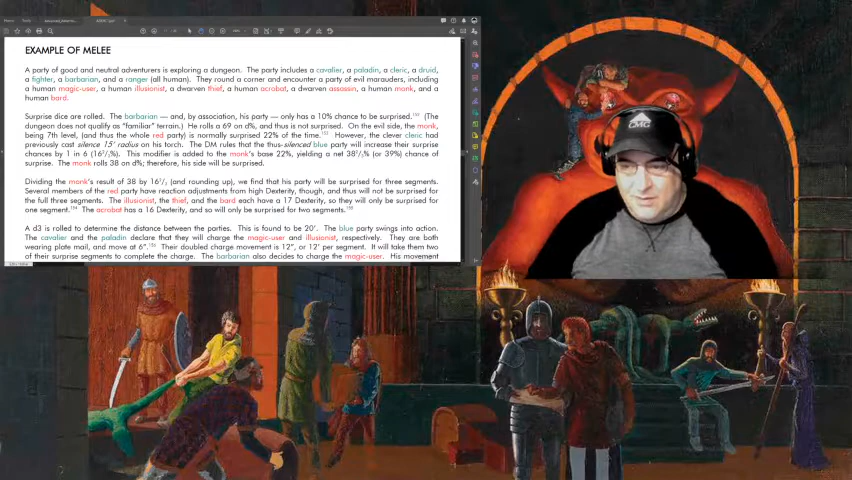 EXAMPLE OF MELEE
A party of good and neutral adventurers is exploring a dungeon. The party includes a cavalier, a paladin, a cleric, a druid,
a fighter, a barbarian, and a ranger (all human). They round a corner and encounter a party of evil marauders, including
a human magic-user, a human illusionist, a dwarven thief, a human acrobat, a dwarven assassin, a human monk, and a
human bard.
Surprise dice are rolled. The barbarian — and, by association, his party — only has a 10% chance to be surprised. (The
dungeon does not qualify as "familiar" terrain.) He rolls a 69 on d%, and thus is not surprised. On the evil side, the monk,
being 7th level, (and thus the whole red party) is normally surprised 22% of the time. However, the clever cleric had
previously cast silence 15' radius on his torch. The DM rules that the thus-silenced blue party will increase their surprise
chances by 1 in 6 (16²/₃%). This modifier is added to the monk's base 22%, yielding a net 38²/₃% (or 39%) chance of
surprise. The monk rolls 38 on d%; therefore, his side will be surprised.
Dividing the monk's result of 38 by 16²/₃ (and rounding up), we find that his party will be surprised for three segments.
Several members of the red party have reaction adjustments from high Dexterity, though, and thus will not be surprised for
the full three segments. The illusionist, the thief, and the bard each have a 17 Dexterity, so they will only be surprised for
one segment. The acrobat has a 16 Dexterity, and so will only be surprised for two segments.
A d3 is rolled to determine the distance between the parties. This is found to be 20'. The blue party swings into action.
The cavalier and the paladin declare that they will charge the magic-user and illusionist, respectively. They are both
wearing plate mail, and move at 6". Their doubled charge movement is 12", or 12' per segment. It will take them two
of their surprise segments to complete the charge. The barbarian also decides to charge the magic-user. His movement
CMG